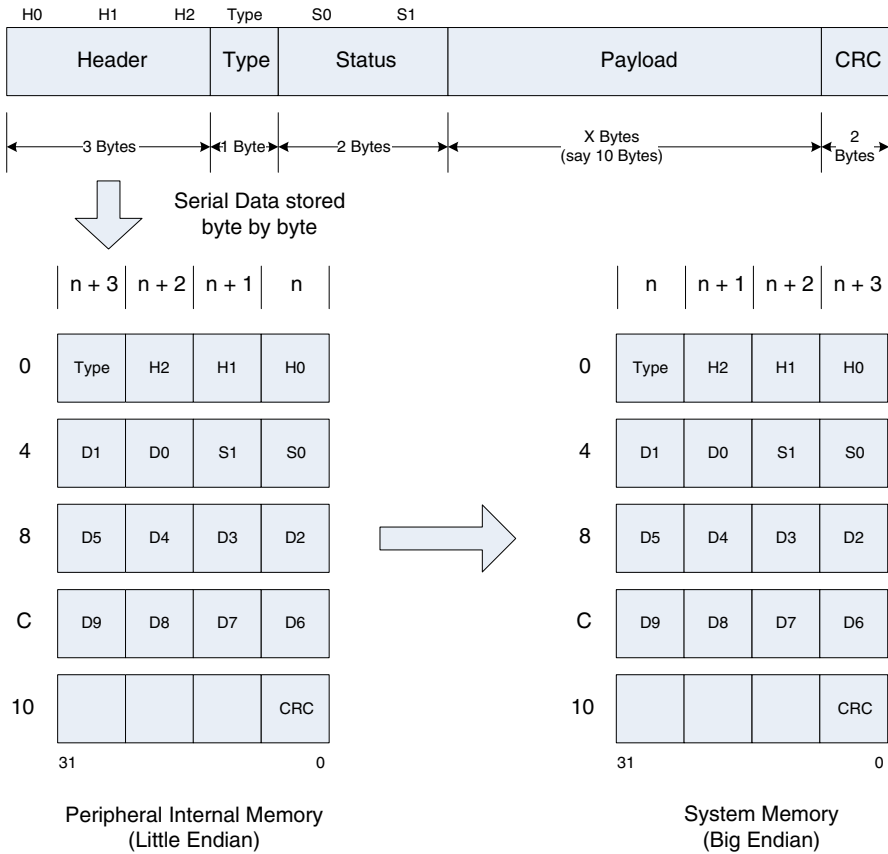 H0 H1 H2 Type S0 S1
Header Type Status Payload CRC
3 Bytes 1 Byte 2 Bytes X Bytes 2
(say 10 Bytes) Bytes
Serial Data stored
byte by byte
n + 3 n + 2 n + 1 n
0 Type H2 H1 H0
4 D1 D0 S1 S0
8 D5 D4 D3 D2
C D9 D8 D7 D6
10 CRC
31 0
Peripheral Internal Memory
(Little Endian)
n n + 1 n + 2 n + 3
0 Type H2 H1 H0
4 D1 D0 S1 S0
8 D5 D4 D3 D2
C D9 D8 D7 D6
10 CRC
31 0
System Memory
(Big Endian)